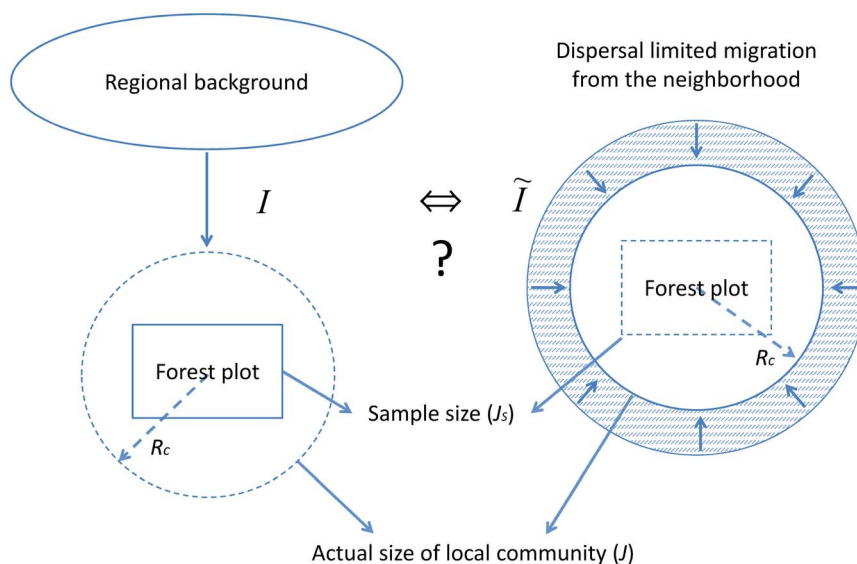 Regional background
Dispersal limited migration
from the neighborhood
I
⇔
Ĩ
?
Forest plot
Rc
Forest plot
Rc
Sample size (Js)
Actual size of local community (J)